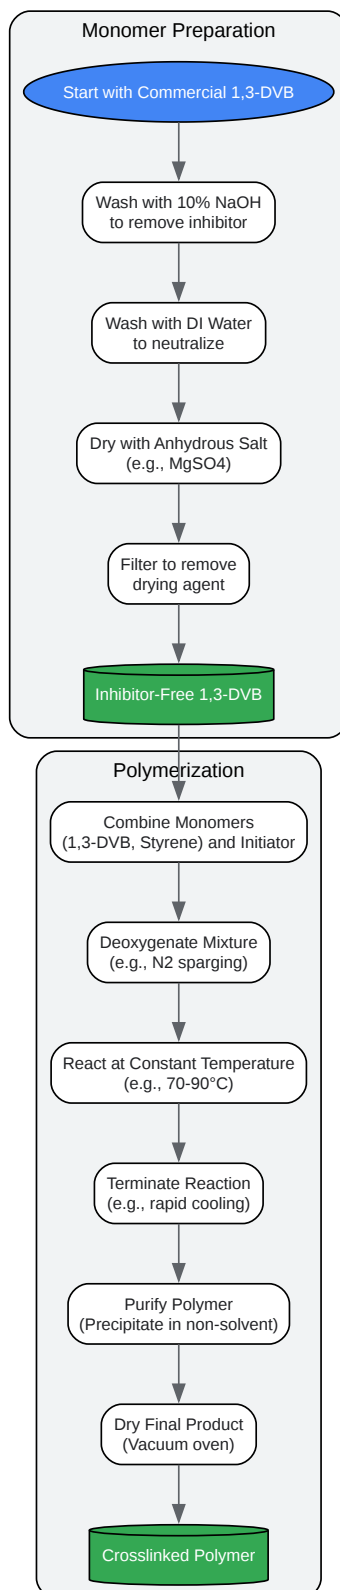 Monomer Preparation
Start with Commercial 1,3-DVB
Wash with 10% NaOH
to remove inhibitor
Wash with DI Water
to neutralize
Dry with Anhydrous Salt
(e.g., MgSO4)
Filter to remove
drying agent
Inhibitor-Free 1,3-DVB
Polymerization
Combine Monomers
(1,3-DVB, Styrene) and Initiator
Deoxygenate Mixture
(e.g., N2 sparging)
React at Constant Temperature
(e.g., 70-90°C)
Terminate Reaction
(e.g., rapid cooling)
Purify Polymer
(Precipitate in non-solvent)
Dry Final Product
(Vacuum oven)
Crosslinked Polymer